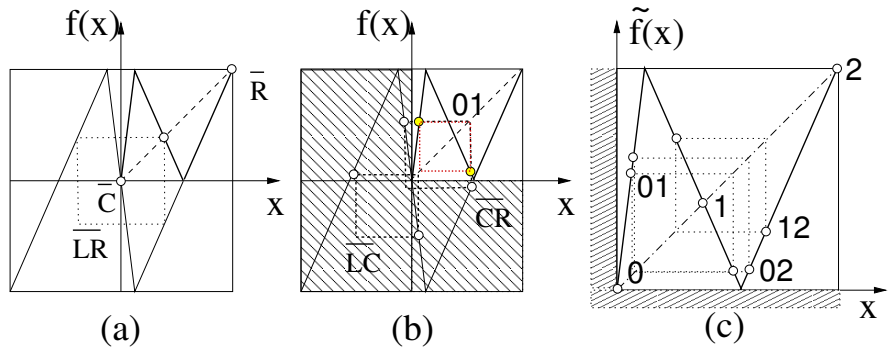 f(x)
R̅
C̅
x
L̅R̅
(a)
f(x)
01
x
C̅R̅
L̅C̅
(b)
f̃(x)
2
01
1
12
0
02
x
(c)